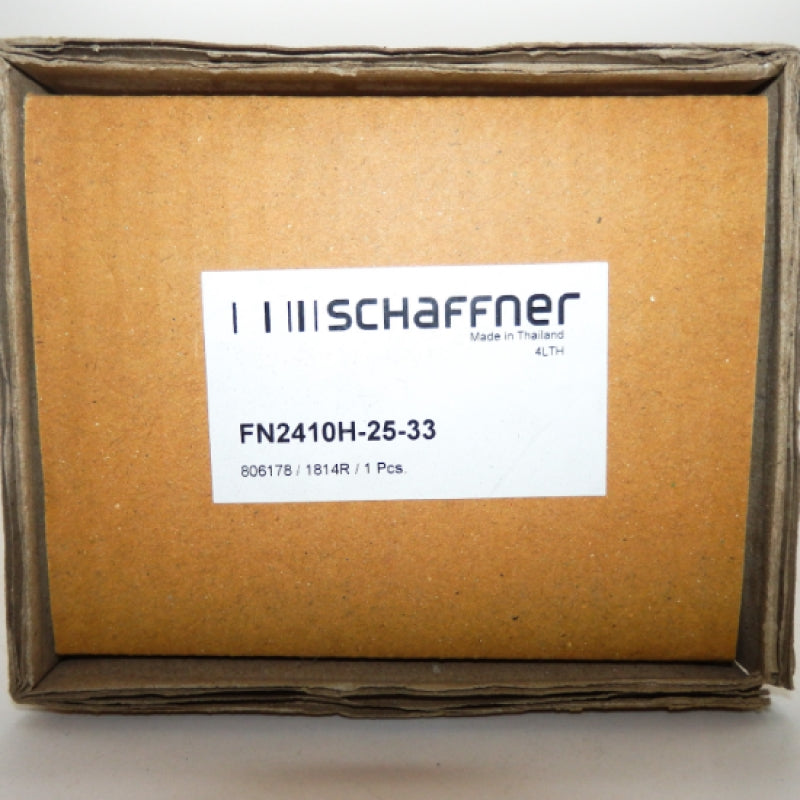 SCHAFFNER
Made in Thailand
4LTH
FN2410H-25-33
806178 / 1814R / 1 Pcs.